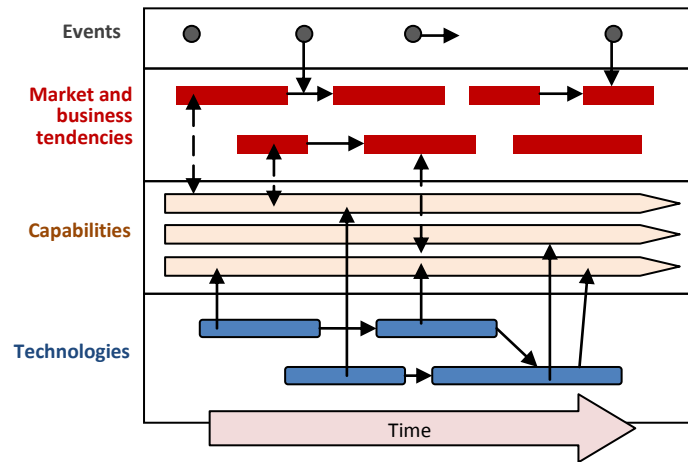 Events
Market and
business
tendencies
Capabilities
Technologies
Time